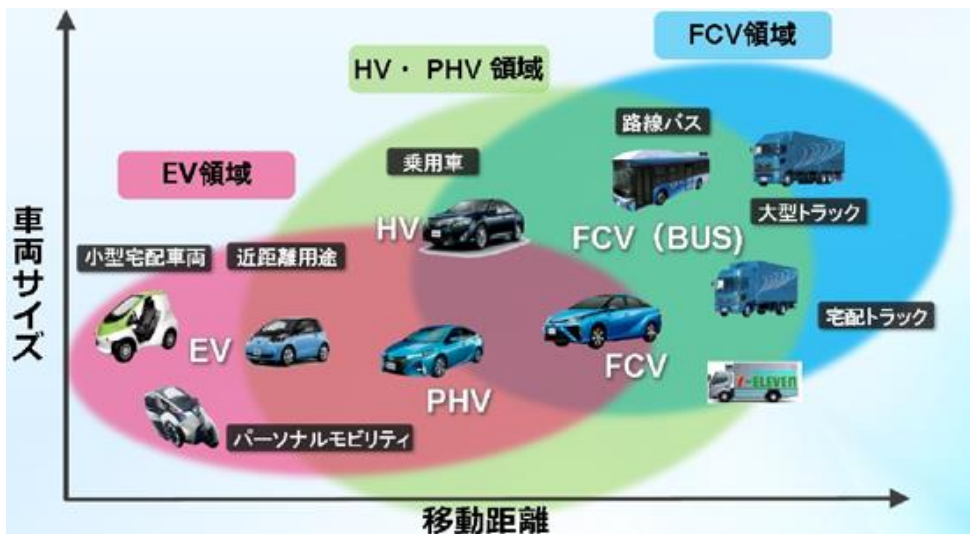 FCV領域
HV・PHV 領域
EV領域
路線バス
乗用車
大型トラック
HV
FCV（BUS)
小型宅配車両
近距離用途
宅配トラック
EV
FCV
PHV
ELEVEN
パーソナルモビリティ
車両サイズ
移動距離